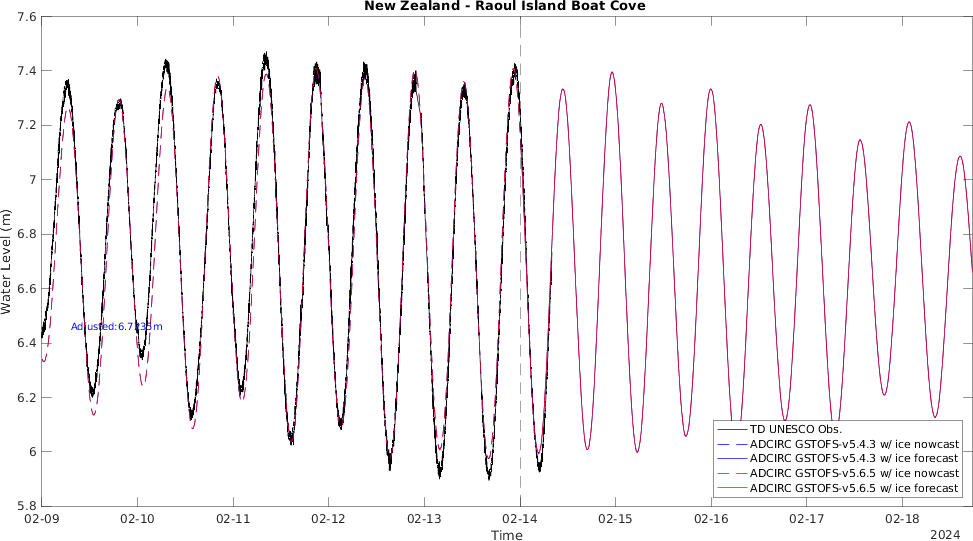 New Zealand - Raoul Island Boat Cove
7.6
7.4
7.2
7
6.8
6.6
6.4
6.2
6
5.8
Water Level (m)
02-09
02-10
02-11
02-12
02-13
02-14
02-15
02-16
02-17
02-18
Time
2024
TD UNESCO Obs.
ADCIRC GSTOFS-v5.4.3 w/ ice nowcast
ADCIRC GSTOFS-v5.4.3 w/ ice forecast
ADCIRC GSTOFS-v5.6.5 w/ ice nowcast
ADCIRC GSTOFS-v5.6.5 w/ ice forecast